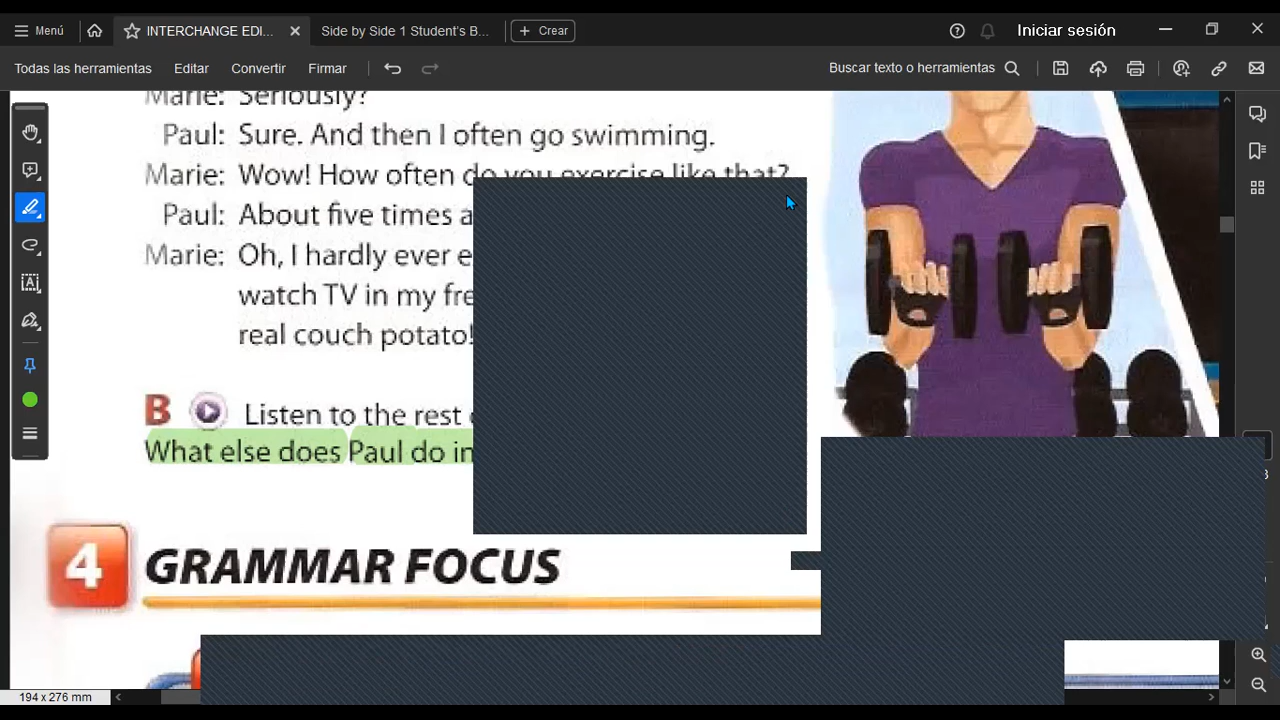 Menú
INTERCHANGE EDI...
Side by Side 1 Student's B...
Crear
Iniciar sesión
Todas las herramientas
Editar
Convertir
Firmar
Buscar texto o herramientas
Marie: Seriously?
Paul: Sure. And then I often go swimming.
Marie: Wow! How often do you exercise like that?
Paul: About five times a
Marie: Oh, I hardly ever e
watch TV in my fre
real couch potato!
B Listen to the rest
What else does Paul do in
4 GRAMMAR FOCUS
194 x 276 mm